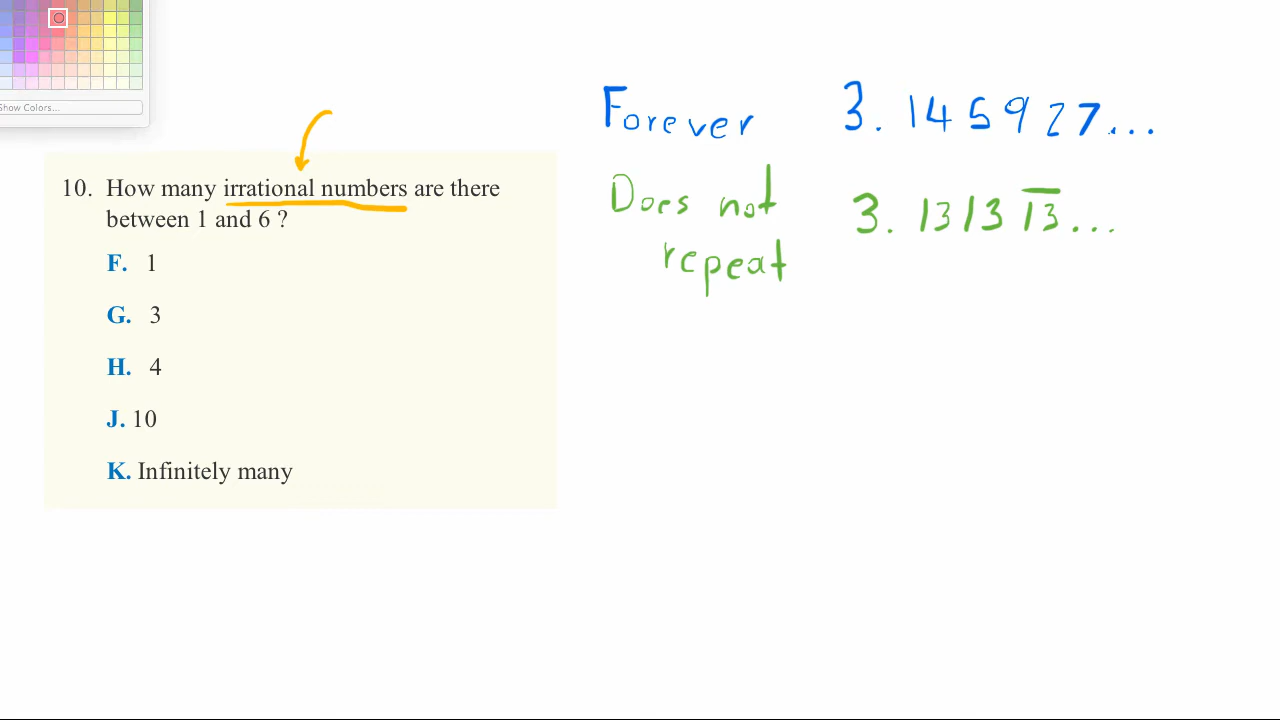 Show Colors...
10. How many irrational numbers are there
between 1 and 6 ?
F. 1
G. 3
H. 4
J. 10
K. Infinitely many
Forever 3.145927...
Does not 3.131313...
repeat